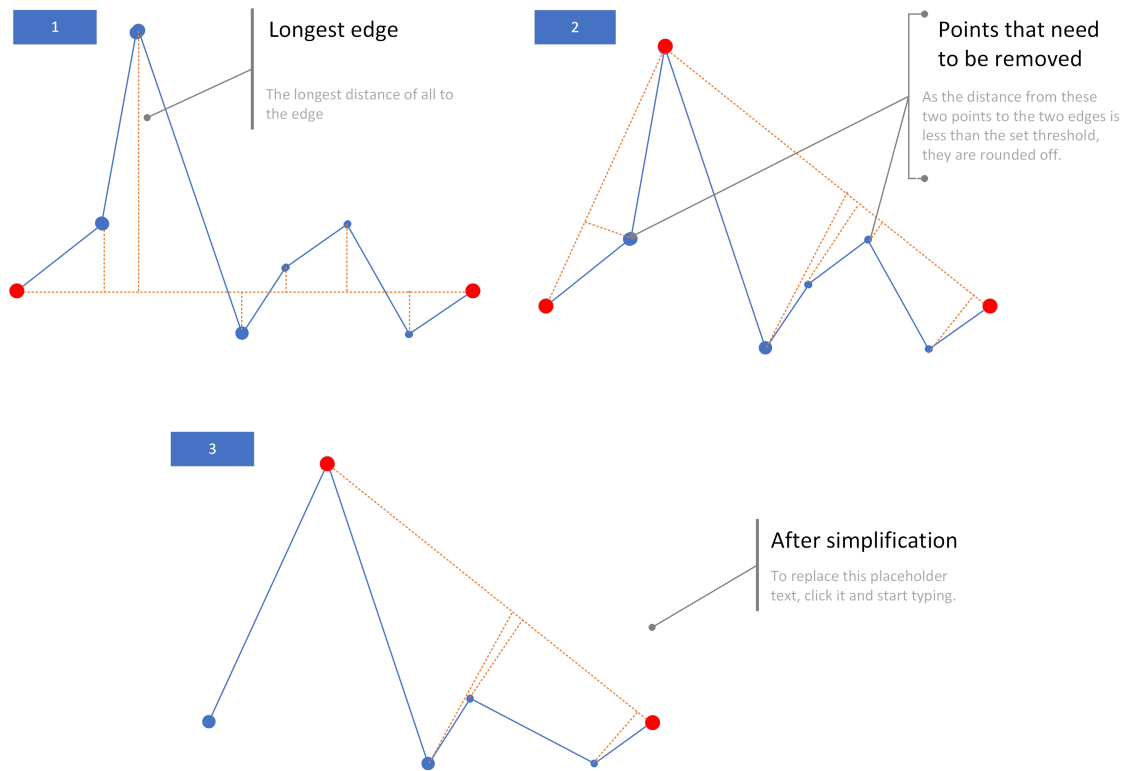 1
Longest edge
The longest distance of all to
the edge
2
Points that need
to be removed
As the distance from these
two points to the two edges is
less than the set threshold,
they are rounded off.
3
After simplification
To replace this placeholder
text, click it and start typing.